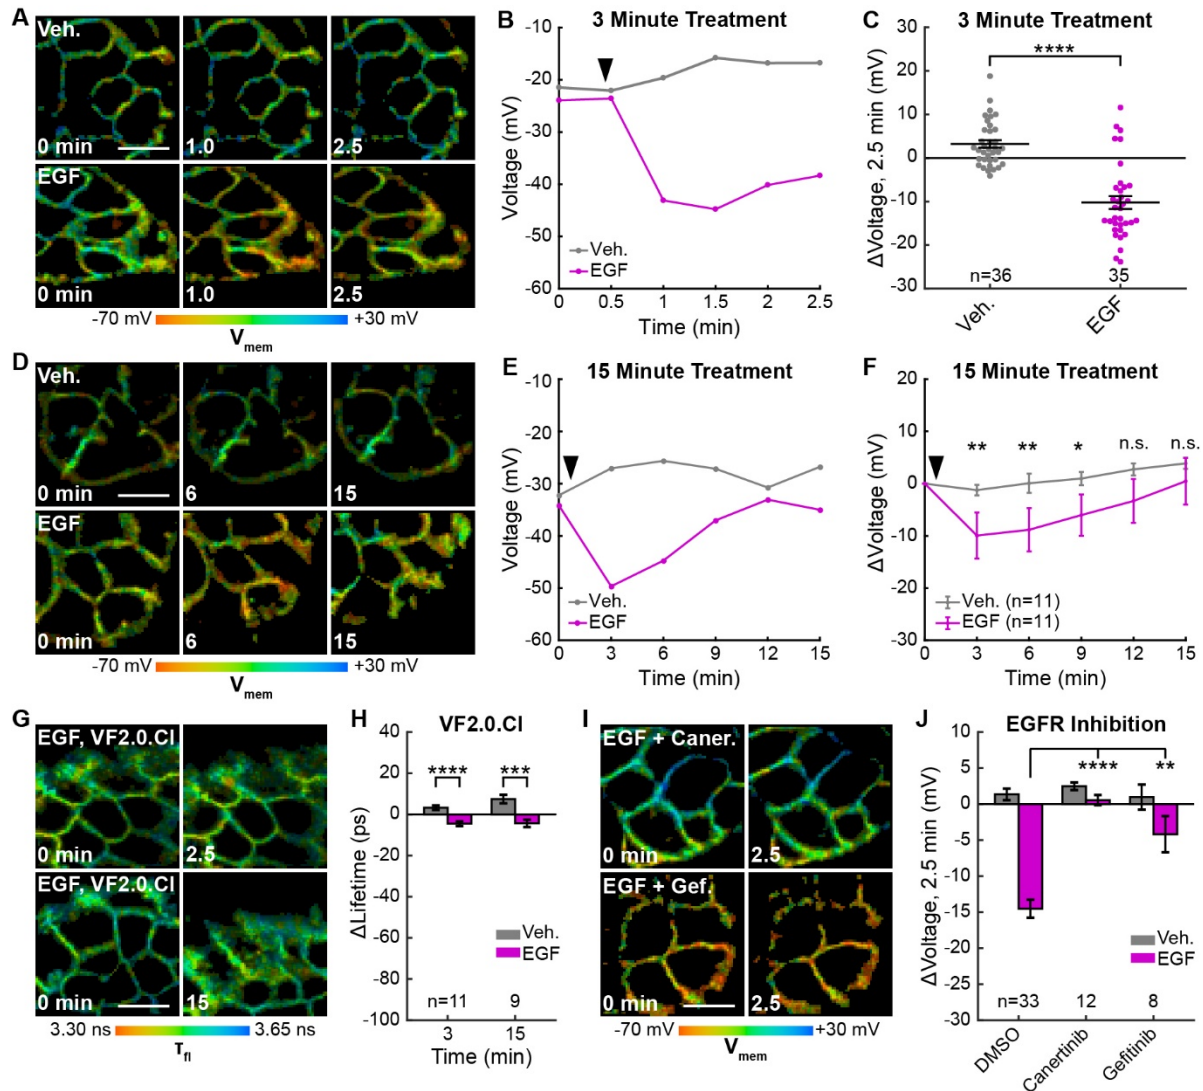 A
Veh.
0 min
1.0
2.5
EGF
0 min
1.0
2.5
-70 mV
+30 mV
Vmem
B
3 Minute Treatment
Voltage (mV)
-10
-20
-30
-40
-50
-60
Veh.
EGF
0
0.5
1
1.5
2
2.5
Time (min)
C
3 Minute Treatment
****
ΔVoltage, 2.5 min (mV)
30
20
10
0
-10
-20
-30
n=36
35
Veh.
EGF
D
Veh.
0 min
6
15
EGF
0 min
6
15
-70 mV
+30 mV
Vmem
E
15 Minute Treatment
Voltage (mV)
-10
-20
-30
-40
-50
-60
Veh.
EGF
0
3
6
9
12
15
Time (min)
F
15 Minute Treatment
ΔVoltage (mV)
20
10
0
-10
-20
-30
**
**
*
n.s.
n.s.
Veh. (n=11)
EGF (n=11)
0
3
6
9
12
15
Time (min)
G
EGF, VF2.0.Cl
0 min
2.5
EGF, VF2.0.Cl
0 min
15
3.30 ns
3.65 ns
τfl
H
VF2.0.Cl
ΔLifetime (ps)
40
20
0
-20
-40
-60
-80
-100
****
***
Veh.
EGF
n=11
9
3
15
Time (min)
I
EGF + Caner.
0 min
2.5
EGF + Gef.
0 min
2.5
-70 mV
+30 mV
Vmem
J
EGFR Inhibition
ΔVoltage, 2.5 min (mV)
10
5
0
-5
-10
-15
-20
-25
-30
****
**
Veh.
EGF
n=33
12
8
DMSO
Canertinib
Gefitinib